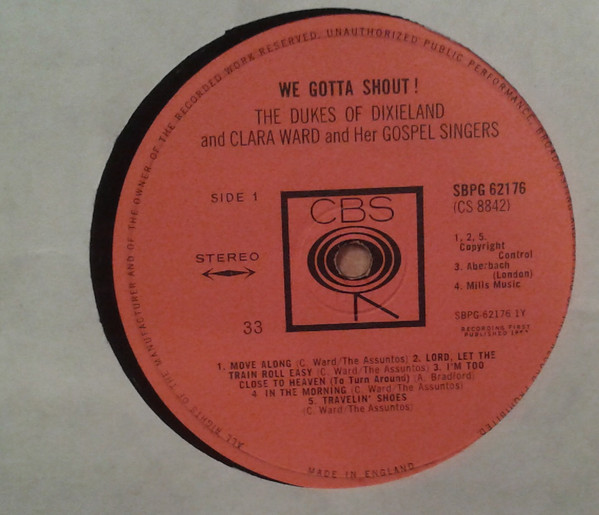 ALL RIGHTS OF THE MANUFACTURER AND OF THE OWNER OF THE RECORDED WORK RESERVED. UNAUTHORIZED PUBLIC PERFORMANCE,
WE GOTTA SHOUT!
THE DUKES OF DIXIELAND
and CLARA WARD and Her GOSPEL SINGERS
SIDE 1
CBS
SBPG 62176
(CS 8842)
STEREO
1, 2, 5.
Copyright
Control
3. Aberbach
(London)
4. Mills Music
33
SBPG-62176 1Y
RECORDING FIRST
PUBLISHED
1. MOVE ALONG (C. Ward/The Assuntos) 2. LORD, LET THE
TRAIN ROLL EASY (C. Ward/The Assuntos) 3. I'M TOO
CLOSE TO HEAVEN (To Turn Around) (A. Bradford)
4. IN THE MORNING (C. Ward/The Assuntos)
5. TRAVELIN' SHOES
(C. Ward/The Assuntos)
MADE IN ENGLAND